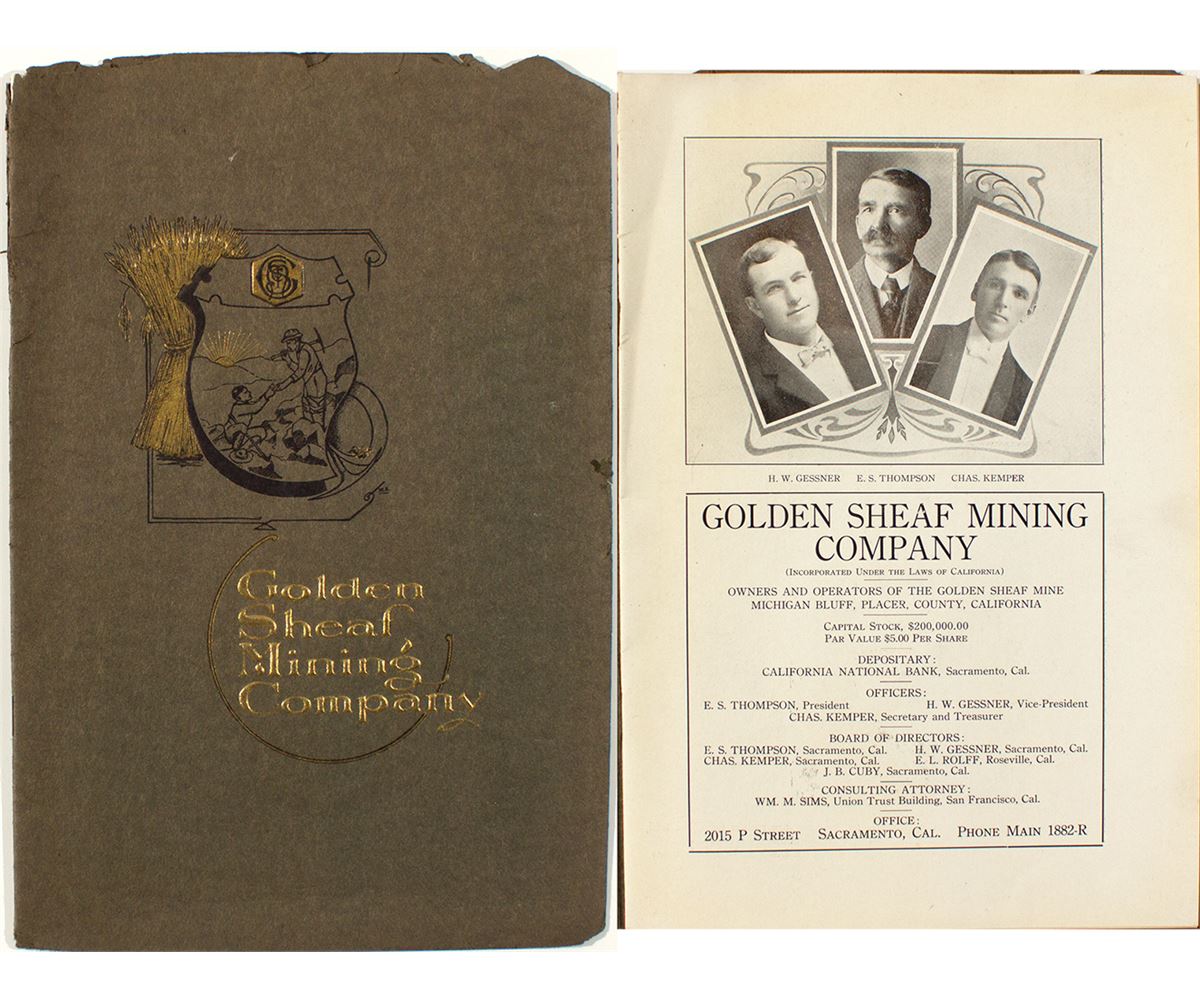 Golden
Sheaf
Mining
Company
H. W. GESSNER E. S. THOMPSON CHAS. KEMPER
GOLDEN SHEAF MINING
COMPANY
(INCORPORATED UNDER THE LAWS OF CALIFORNIA)
OWNERS AND OPERATORS OF THE GOLDEN SHEAF MINE
MICHIGAN BLUFF, PLACER, COUNTY, CALIFORNIA
CAPITAL STOCK, $200,000.00
PAR VALUE $5.00 PER SHARE
DEPOSITARY:
CALIFORNIA NATIONAL BANK, Sacramento, Cal.
OFFICERS:
E. S. THOMPSON, President H. W. GESSNER, Vice-President
CHAS. KEMPER, Secretary and Treasurer
BOARD OF DIRECTORS:
E. S. THOMPSON, Sacramento, Cal. H. W. GESSNER, Sacramento, Cal.
CHAS. KEMPER, Sacramento, Cal. E. L. ROLFF, Roseville, Cal.
J. B. CUBY, Sacramento, Cal.
CONSULTING ATTORNEY:
WM. M. SIMS, Union Trust Building, San Francisco, Cal.
OFFICE:
2015 P STREET SACRAMENTO, CAL. PHONE MAIN 1882-R